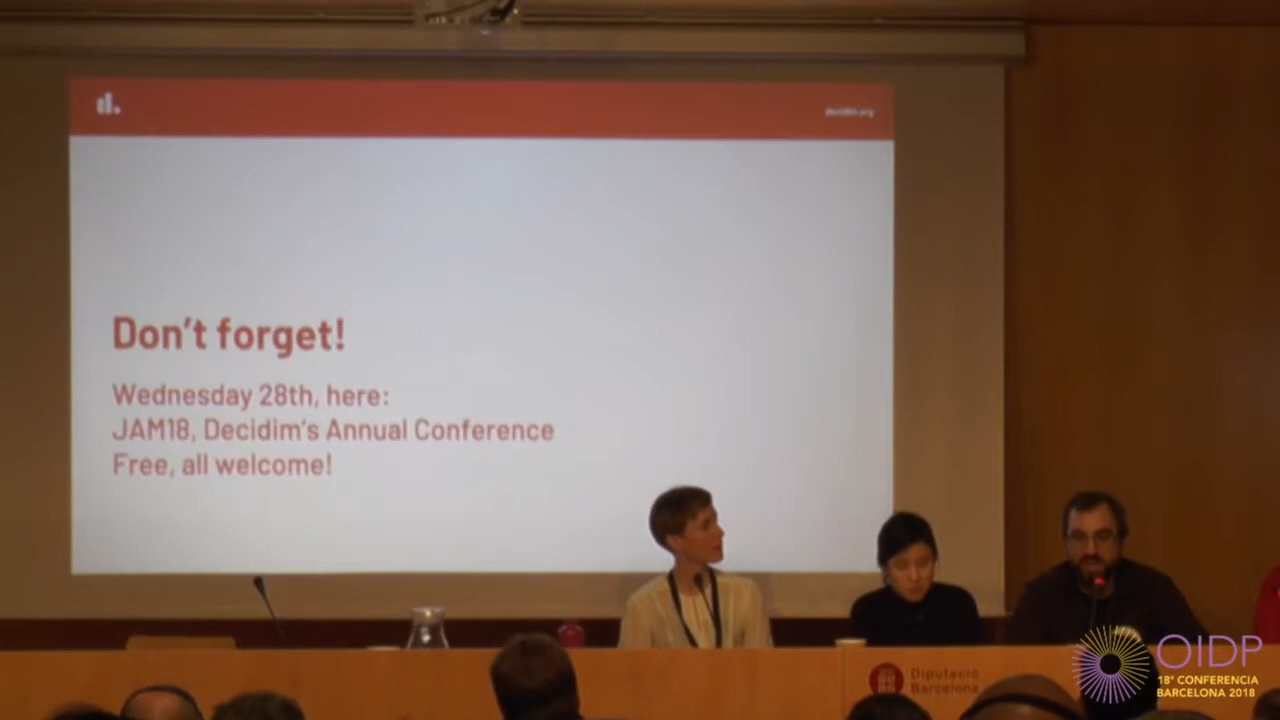 d.
decidim.org
Don't forget!
Wednesday 28th, here:
JAM18, Decidim's Annual Conference
Free, all welcome!
Diputació
Barcelona
OIDP
18ª CONFERENCIA
BARCELONA 2018